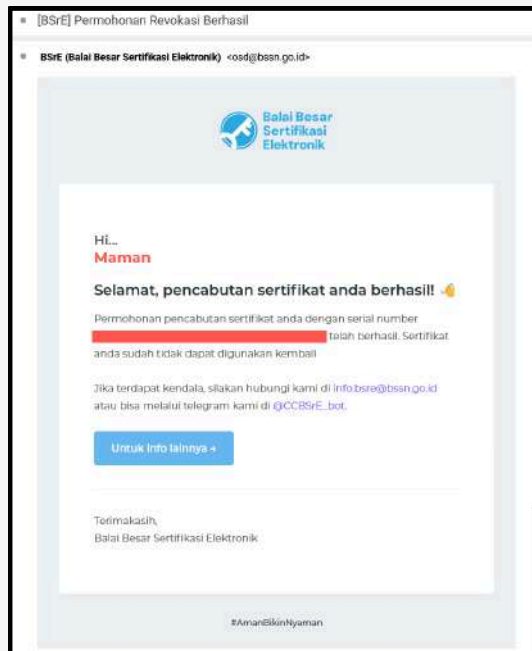 [BSrE] Permohonan Revokasi Berhasil
BSrE (Balai Besar Sertifikasi Elektronik) <osd@bssn.go.id>
Balai Besar
Sertifikasi
Elektronik
Hi...
Maman
Selamat, pencabutan sertifikat anda berhasil!
Permohonan pencabutan sertifikat anda dengan serial number
telah berhasil. Sertifikat
anda sudah tidak dapat digunakan kembali
Jika terdapat kendala, silakan hubungi kami di info.bsre@bssn.go.id
atau bisa melalui telegram kami di @CCBSrE_bot.
Untuk info lainnya →
Terimakasih,
Balai Besar Sertifikasi Elektronik
#AmanBikinNyaman